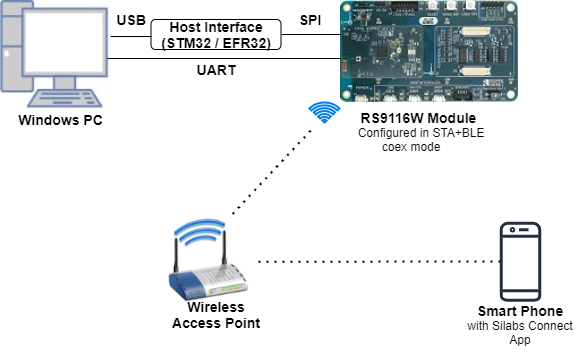 USB
Host Interface
(STM32 / EFR32)
SPI
UART
Windows PC
RS9116W Module
Configured in STA+BLE
coex mode
Wireless
Access Point
Smart Phone
with Silabs Connect
App